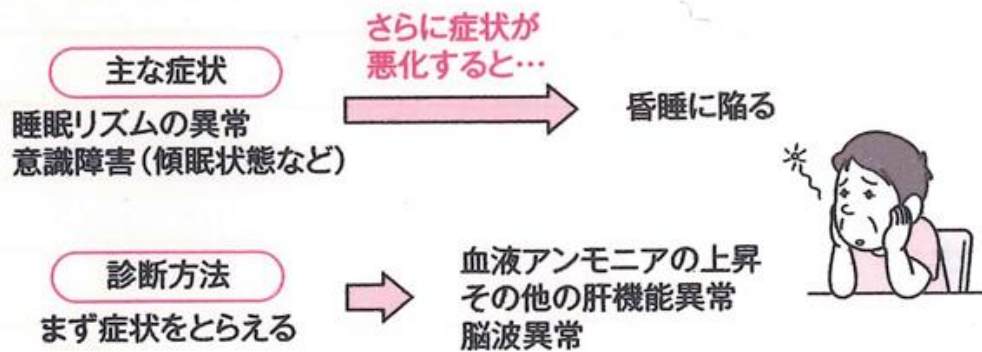 さらに症状が
悪化すると…
主な症状
睡眠リズムの異常
意識障害（傾眠状態など）
昏睡に陥る
診断方法
まず症状をとらえる
血液アンモニアの上昇
その他の肝機能異常
脳波異常